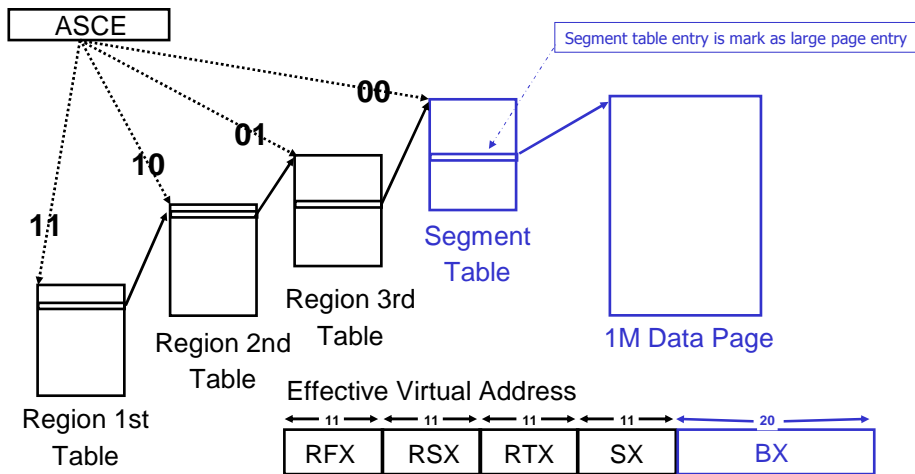 ASCE
Segment table entry is mark as large page entry
00
01
10
11
Segment
Table
Region 3rd
Table
1M Data Page
Region 2nd
Table
Region 1st
Table
Effective Virtual Address
11 11 11 11 20
RFX RSX RTX SX BX